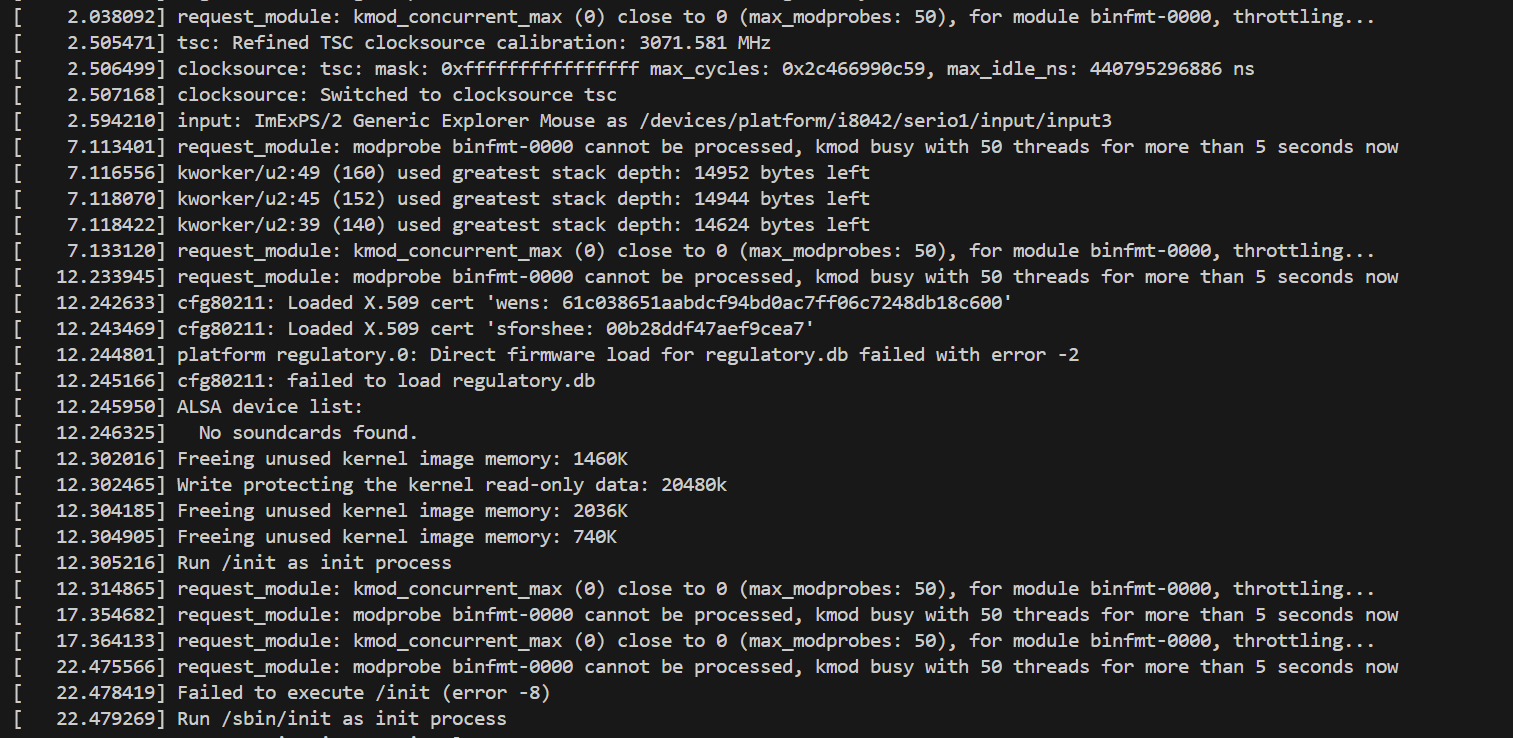 [    2.038092] request_module: kmod_concurrent_max (0) close to 0 (max_modprobes: 50), for module binfmt-0000, throttling...
[    2.505471] tsc: Refined TSC clocksource calibration: 3071.581 MHz
[    2.506499] clocksource: tsc: mask: 0xffffffffffffffff max_cycles: 0x2c466990c59, max_idle_ns: 440795296886 ns
[    2.507168] clocksource: Switched to clocksource tsc
[    2.594210] input: ImExPS/2 Generic Explorer Mouse as /devices/platform/i8042/serio1/input/input3
[    7.113401] request_module: modprobe binfmt-0000 cannot be processed, kmod busy with 50 threads for more than 5 seconds now
[    7.116556] kworker/u2:49 (160) used greatest stack depth: 14952 bytes left
[    7.118070] kworker/u2:45 (152) used greatest stack depth: 14944 bytes left
[    7.118422] kworker/u2:39 (140) used greatest stack depth: 14624 bytes left
[    7.133120] request_module: kmod_concurrent_max (0) close to 0 (max_modprobes: 50), for module binfmt-0000, throttling...
[   12.233945] request_module: modprobe binfmt-0000 cannot be processed, kmod busy with 50 threads for more than 5 seconds now
[   12.242633] cfg80211: Loaded X.509 cert 'wens: 61c038651aabdcf94bd0ac7ff06c7248db18c600'
[   12.243469] cfg80211: Loaded X.509 cert 'sforshee: 00b28ddf47aef9cea7'
[   12.244801] platform regulatory.0: Direct firmware load for regulatory.db failed with error -2
[   12.245166] cfg80211: failed to load regulatory.db
[   12.245950] ALSA device list:
[   12.246325]   No soundcards found.
[   12.302016] Freeing unused kernel image memory: 1460K
[   12.302465] Write protecting the kernel read-only data: 20480k
[   12.304185] Freeing unused kernel image memory: 2036K
[   12.304905] Freeing unused kernel image memory: 740K
[   12.305216] Run /init as init process
[   12.314865] request_module: kmod_concurrent_max (0) close to 0 (max_modprobes: 50), for module binfmt-0000, throttling...
[   17.354682] request_module: modprobe binfmt-0000 cannot be processed, kmod busy with 50 threads for more than 5 seconds now
[   17.364133] request_module: kmod_concurrent_max (0) close to 0 (max_modprobes: 50), for module binfmt-0000, throttling...
[   22.475566] request_module: modprobe binfmt-0000 cannot be processed, kmod busy with 50 threads for more than 5 seconds now
[   22.478419] Failed to execute /init (error -8)
[   22.479269] Run /sbin/init as init process